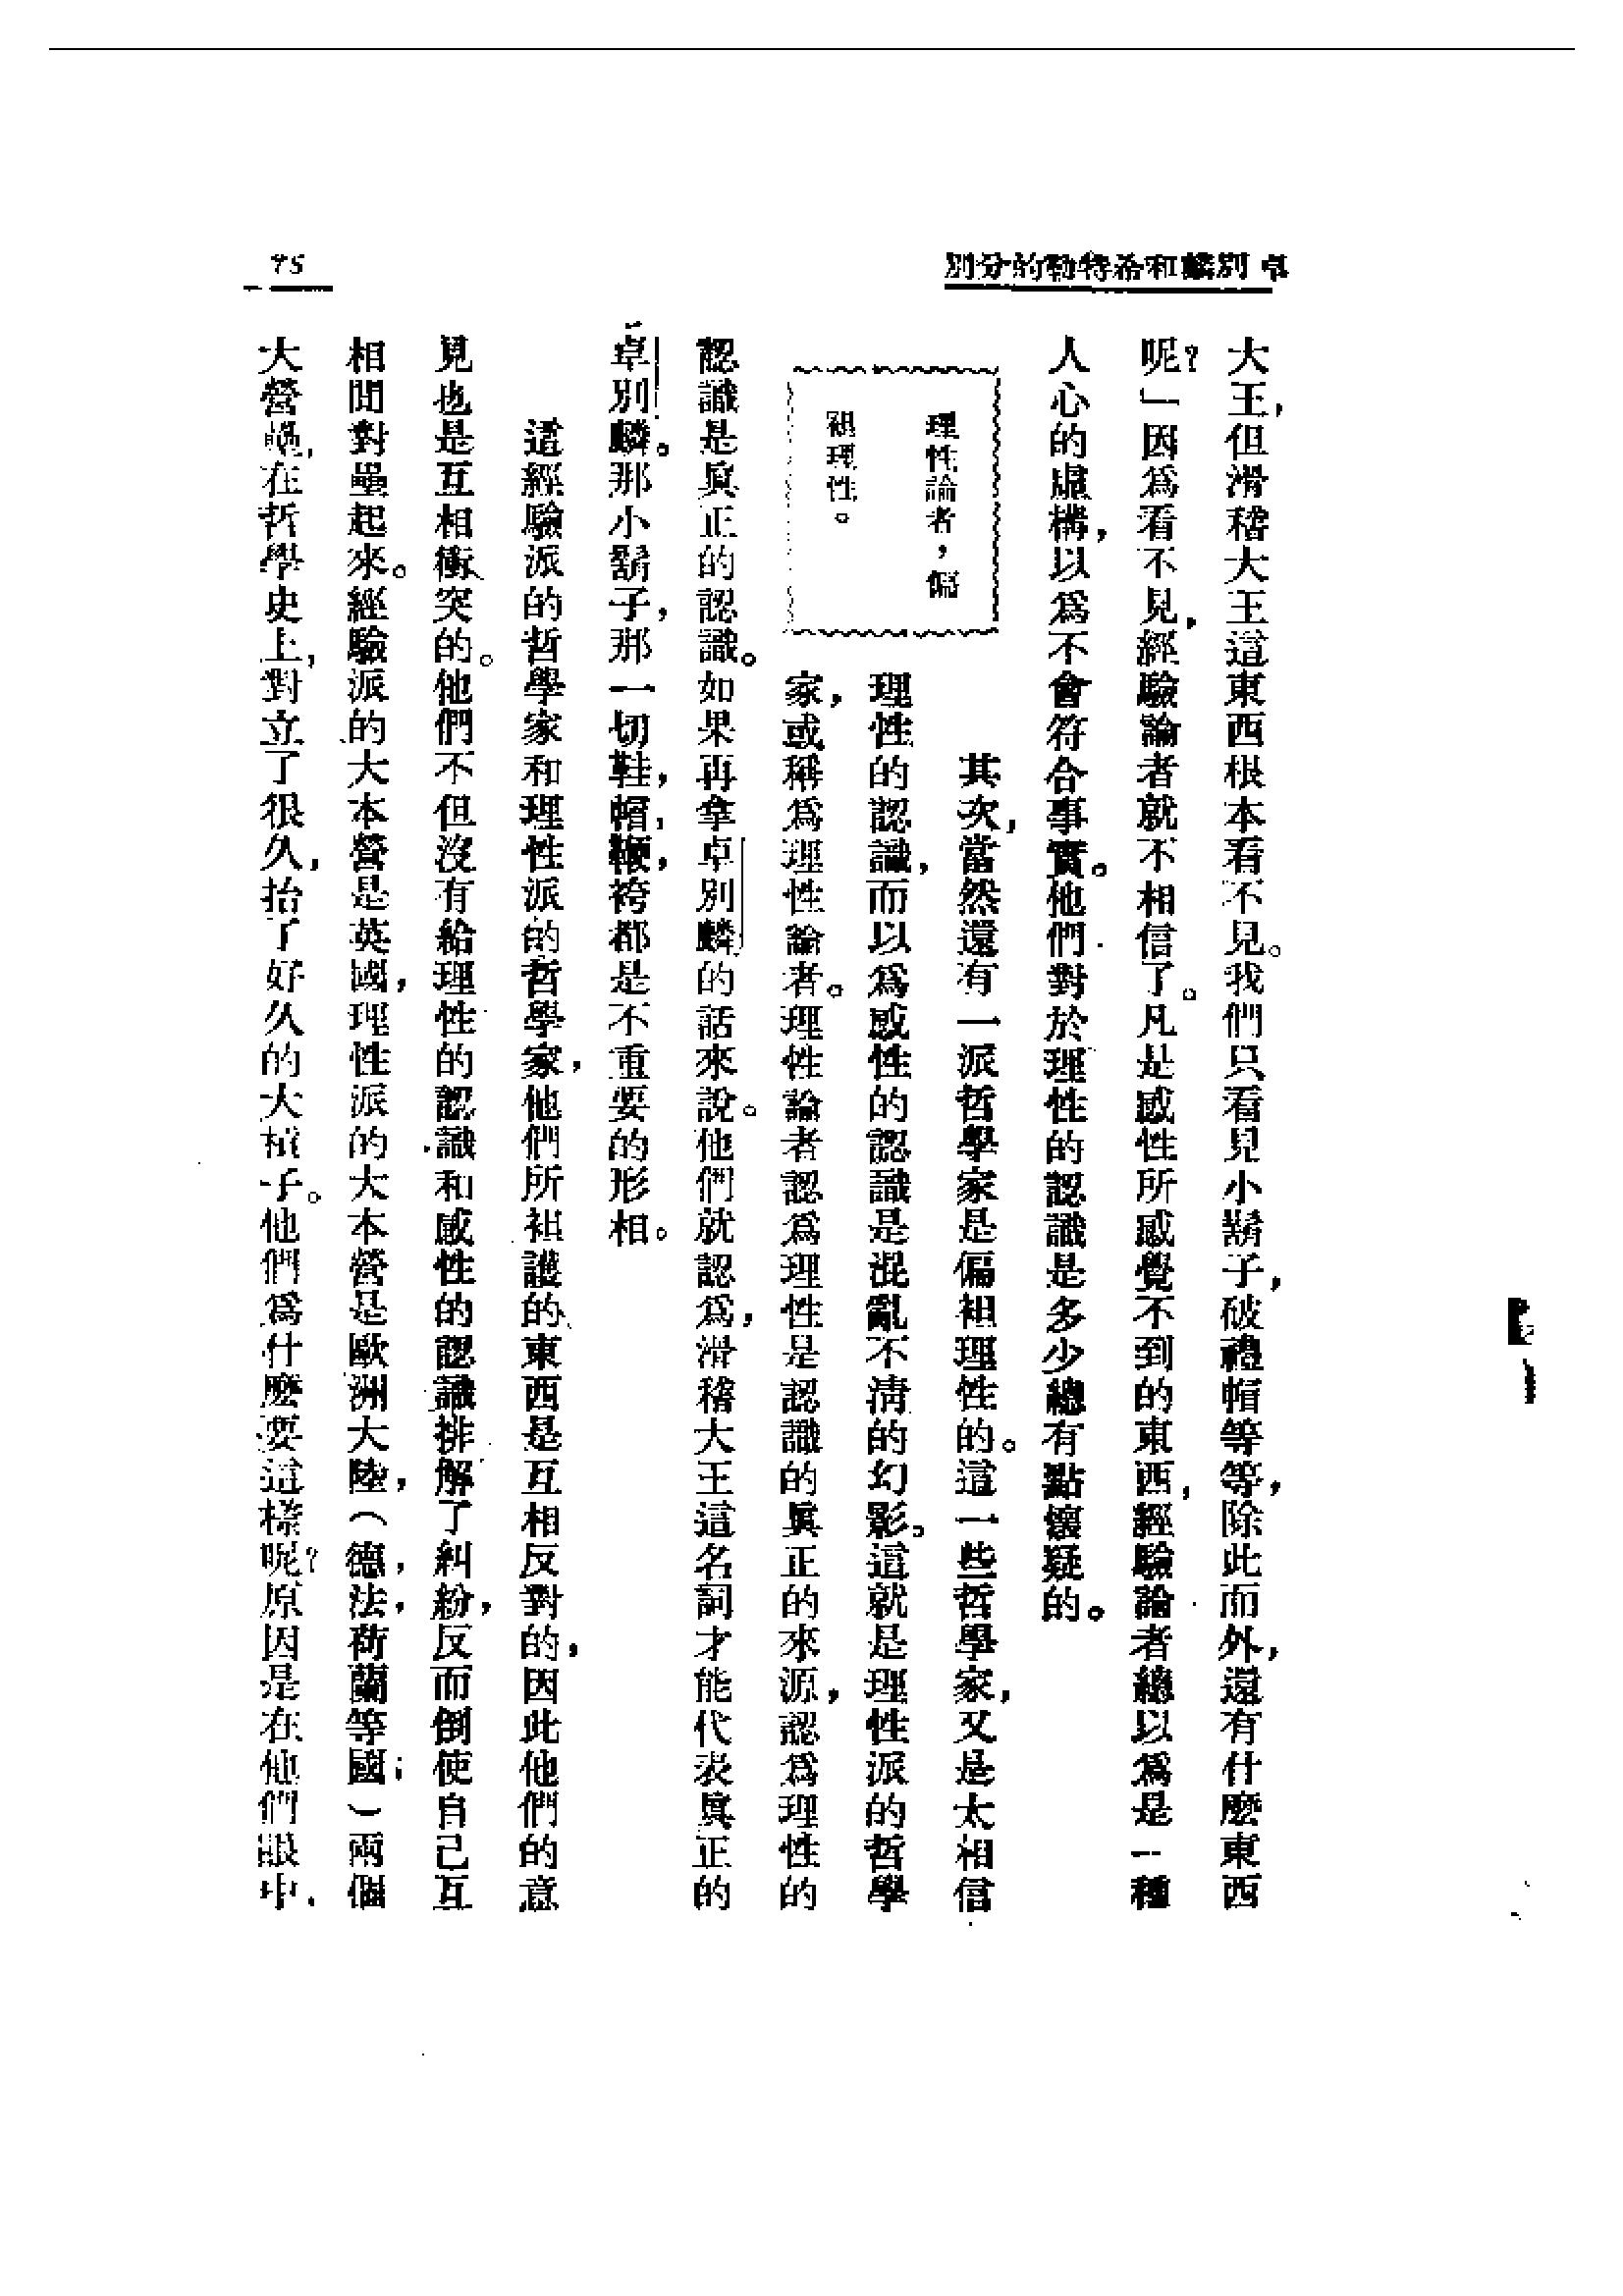 卓別麟和希特勒的分別
75
大王，但滑稽大王這東西根本看不見。我們只看見小鬍子，破禮帽等等，除此而外，還有什麼東西
呢？」因爲看不見，經驗論者就不相信了。凡是感性所感覺不到的東西，經驗論者總以爲是一種
人心的虛構，以爲不會符合事實。他們對於理性的認識是多少總有點懷疑的。
其次，當然還有一派哲學家是偏袒理性的。這一些哲學家，又是太相信
理性的認識，而以爲感性的認識是混亂不淸的幻影。這就是理性派的哲學
家，或稱爲理性論者。理性論者認爲理性是認識的眞正的來源，認爲理性的
理性論者，偏
袒理性。
認識是眞正的認識。如果再拿卓別麟的話來說。他們就認爲，滑稽大王這名詞才能代表眞正的
卓別麟。那小鬍子，那一切鞋，帽，鞭，袴都是不重要的形相。
這經驗派的哲學家和理性派的哲學家，他們所袒護的東西是互相反對的，因此他們的意
見也是互相衝突的。他們不但沒有給理性的認識和感性的認識排解了糾紛，反而倒使自己互
相閙對壘起來。經驗派的大本營是英國，理性派的大本營是歐洲大陸，（德，法，荷蘭等國；）兩個
大營壘，在哲學史上，對立了很久，抬了好久的大槓子。他們爲什麼要這樣呢？原因是在他們眼中，